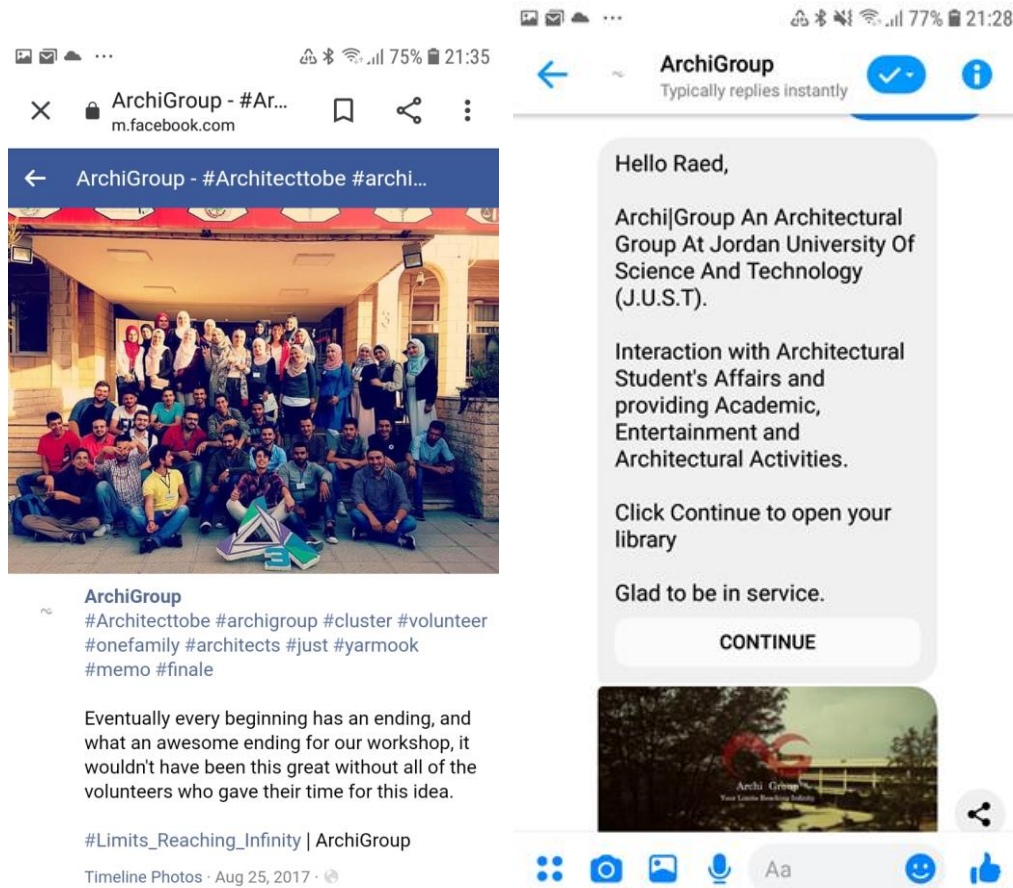 75% 21:35
ArchiGroup - #Ar...
m.facebook.com
ArchiGroup - #Architecttobe #archi...
3
ArchiGroup
#Architecttobe #archigroup #cluster #volunteer
#onefamily #architects #just #yarmook
#memo #finale
Eventually every beginning has an ending, and
what an awesome ending for our workshop, it
wouldn't have been this great without all of the
volunteers who gave their time for this idea.
#Limits_Reaching_Infinity | ArchiGroup
Timeline Photos · Aug 25, 2017 ·
77% 21:28
ArchiGroup
Typically replies instantly
Hello Raed,
Archi|Group An Architectural
Group At Jordan University Of
Science And Technology
(J.U.S.T).
Interaction with Architectural
Student's Affairs and
providing Academic,
Entertainment and
Architectural Activities.
Click Continue to open your
library
Glad to be in service.
CONTINUE
Archi Group
Your Limits Reaching Infinity
Aa